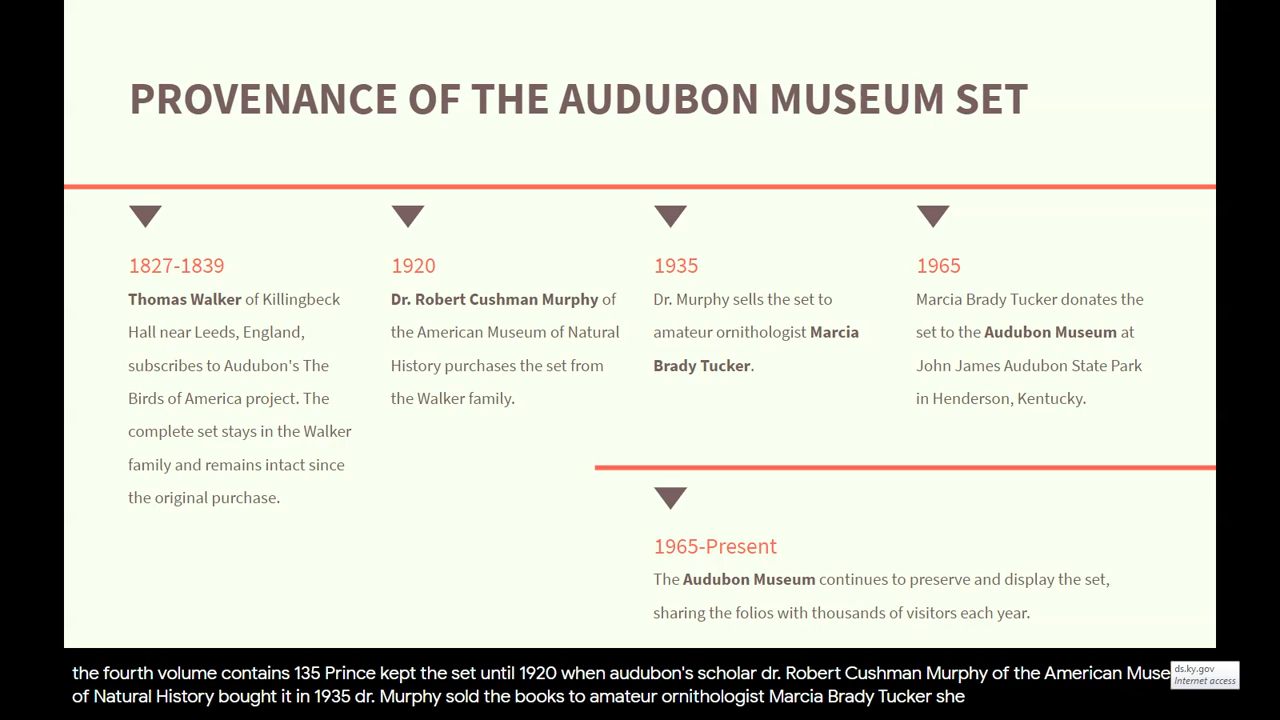 PROVENANCE OF THE AUDUBON MUSEUM SET
1827-1839
Thomas Walker of Killingbeck
Hall near Leeds, England,
subscribes to Audubon's The
Birds of America project. The
complete set stays in the Walker
family and remains intact since
the original purchase.
1920
Dr. Robert Cushman Murphy of
the American Museum of Natural
History purchases the set from
the Walker family.
1935
Dr. Murphy sells the set to
amateur ornithologist Marcia
Brady Tucker.
1965
Marcia Brady Tucker donates the
set to the Audubon Museum at
John James Audubon State Park
in Henderson, Kentucky.
1965-Present
The Audubon Museum continues to preserve and display the set,
sharing the folios with thousands of visitors each year.
the fourth volume contains 135 Prince kept the set until 1920 when audubon's scholar dr. Robert Cushman Murphy of the American Muse
of Natural History bought it in 1935 dr. Murphy sold the books to amateur ornithologist Marcia Brady Tucker she
ds.ky.gov
Internet access